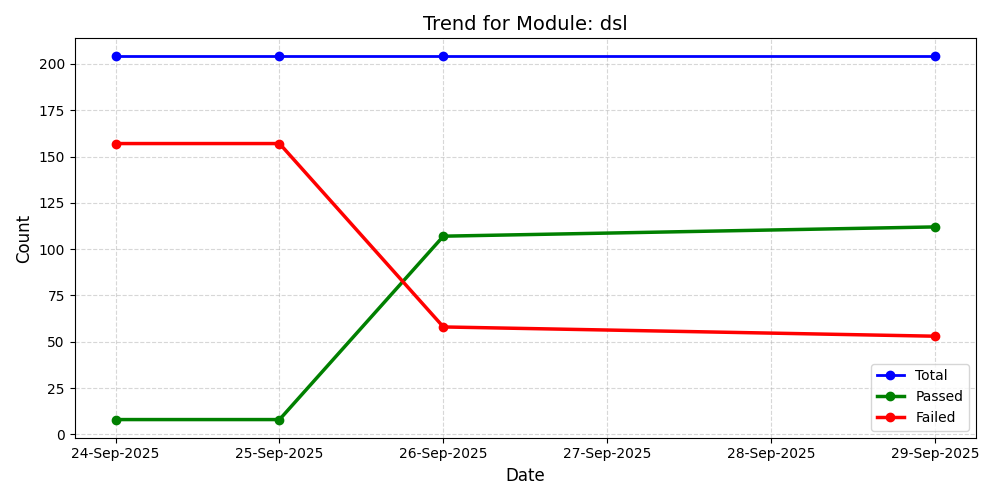 Trend for Module: dsl
200
175
150
125
100
75
50
25
0
Count
24-Sep-2025 25-Sep-2025 26-Sep-2025 27-Sep-2025 28-Sep-2025 29-Sep-2025
Date
Total
Passed
Failed